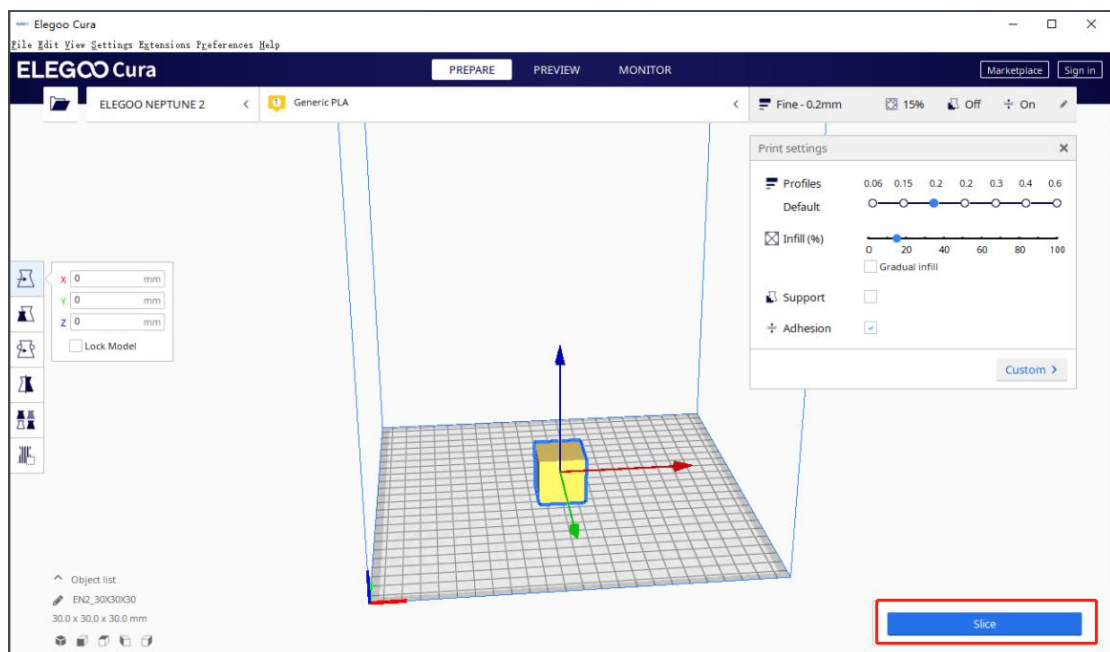 Elegoo Cura
File Edit View Settings Extensions Preferences Help
ELEGOO Cura
PREPARE PREVIEW MONITOR
Marketplace Sign in
ELEGOO NEPTUNE 2
1 Generic PLA
Fine - 0.2mm 15% Off On
Print settings
Profiles 0.06 0.15 0.2 0.2 0.3 0.4 0.6
Default
Infill (%)
0 20 40 60 80 100
Gradual infill
Support
Adhesion
Custom
X 0 mm
Y 0 mm
Z 0 mm
Lock Model
Object list
EN2_30X30X30
30.0 x 30.0 x 30.0 mm
Slice